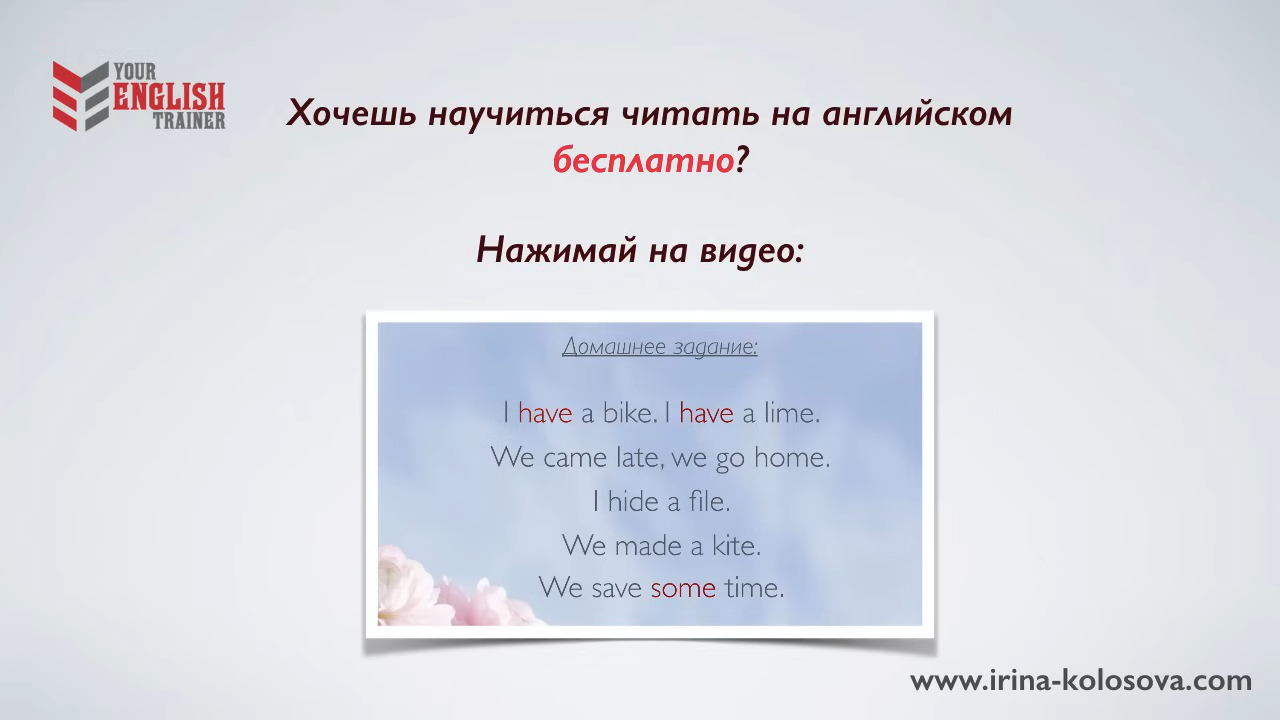 YOUR
ENGLISH
TRAINER
Хочешь научиться читать на английском
бесплатно?
Нажимай на видео:
Домашнее задание:
I have a bike. I have a lime.
We came late, we go home.
I hide a file.
We made a kite.
We save some time.
www.irina-kolosova.com